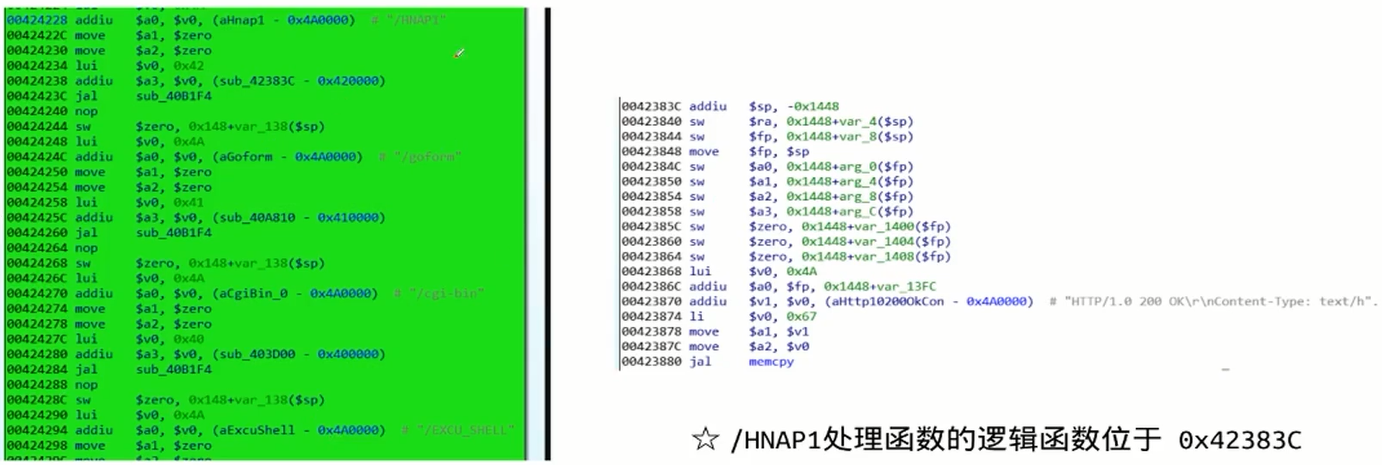 00424228 addiu $a0, $v0, (aHnap1 - 0x4A0000) # "/HNAP1"
0042422C move $a1, $zero
00424230 move $a2, $zero
00424234 lui $v0, 0x42
00424238 addiu $a3, $v0, (sub_42383C - 0x420000)
0042423C jal sub_40B1F4
00424240 nop
00424244 sw $zero, 0x148+var_138($sp)
00424248 lui $v0, 0x4A
0042424C addiu $a0, $v0, (aGoform - 0x4A0000) # "/goform"
00424250 move $a1, $zero
00424254 move $a2, $zero
00424258 lui $v0, 0x41
0042425C addiu $a3, $v0, (sub_40A810 - 0x410000)
00424260 jal sub_40B1F4
00424264 nop
00424268 sw $zero, 0x148+var_138($sp)
0042426C lui $v0, 0x4A
00424270 addiu $a0, $v0, (aCgiBin_0 - 0x4A0000) # "/cgi-bin"
00424274 move $a1, $zero
00424278 move $a2, $zero
0042427C lui $v0, 0x40
00424280 addiu $a3, $v0, (sub_403D00 - 0x400000)
00424284 jal sub_40B1F4
00424288 nop
0042428C sw $zero, 0x148+var_138($sp)
00424290 lui $v0, 0x4A
00424294 addiu $a0, $v0, (aExcuShell - 0x4A0000) # "/EXCU_SHELL"
00424298 move $a1, $zero
0042383C addiu $sp, -0x1448
00423840 sw $ra, 0x1448+var_4($sp)
00423844 sw $fp, 0x1448+var_8($sp)
00423848 move $fp, $sp
0042384C sw $a0, 0x1448+arg_0($fp)
00423850 sw $a1, 0x1448+arg_4($fp)
00423854 sw $a2, 0x1448+arg_8($fp)
00423858 sw $a3, 0x1448+arg_C($fp)
0042385C sw $zero, 0x1448+var_1400($fp)
00423860 sw $zero, 0x1448+var_1404($fp)
00423864 sw $zero, 0x1448+var_1408($fp)
00423868 lui $v0, 0x4A
0042386C addiu $a0, $fp, 0x1448+var_13FC
00423870 addiu $v1, $v0, (aHttp10200OkCon - 0x4A0000) # "HTTP/1.0 200 OK\r\nContent-Type: text/h"...
00423874 li $v0, 0x67
00423878 move $a1, $v1
0042387C move $a2, $v0
00423880 jal memcpy
☆ /HNAP1处理函数的逻辑函数位于 0x42383C